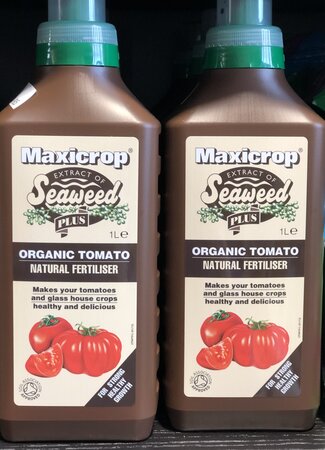 Maxicrop®
EXTRACT OF
Seaweed
PLUS
1Le
ORGANIC TOMATO
NATURAL FERTILISER
Makes your tomatoes
and glass house crops
healthy and delicious
APPROVED
FOR STRONG
HEALTHY
GROWTH
Maxicrop®
EXTRACT OF
Seaweed
PLUS
1Le
ORGANIC TOMATO
NATURAL FERTILISER
Makes your tomatoes
and glass house crops
healthy and delicious
APPROVED
FOR STRONG
HEALTHY
GROWTH